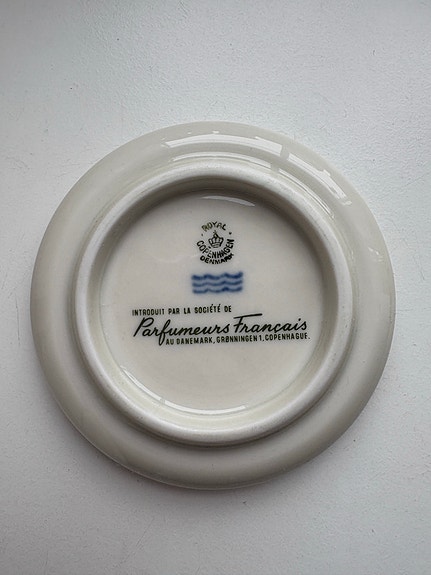 ROYAL
COPENHAGEN
DENMARK
INTRODUIT PAR LA SOCIÉTÉ DE
Parfumeurs Français
AU DANEMARK, GRØNNINGEN 1, COPENHAGUE.